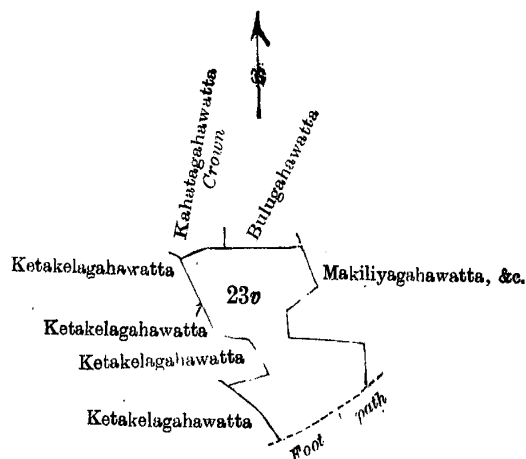 Kahatagahawatta
Crown
Bulugahawatta
Ketakelagahawatta
Makiliyagahawatta, &c.
23v
Ketakelagahawatta
Ketakelagahawatta
Ketakelagahawatta
Foot path